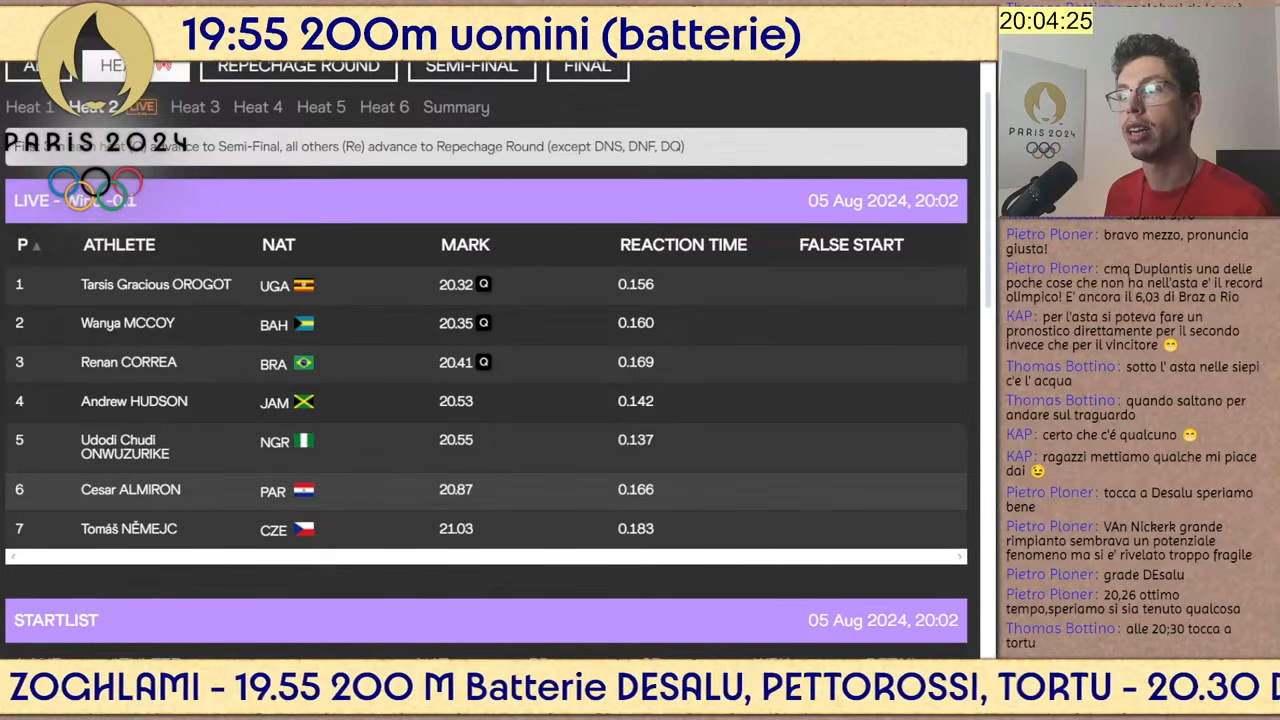 19:55 200m uomini (batterie)
20:04:25
REPECHAGE ROUND
SEMI-FINAL
FINAL
Heat 1 Heat 2 LIVE Heat 3 Heat 4 Heat 5 Heat 6 Summary
PARIS 2024
advance to Semi-Final, all others (Re) advance to Repechage Round (except DNS, DNF, DQ)
LIVE - Wind -0.1 05 Aug 2024, 20:02
P ATHLETE NAT MARK REACTION TIME FALSE START
1 Tarsis Gracious OROGOT UGA 20.32 Q 0.156
2 Wanya MCCOY BAH 20.35 Q 0.160
3 Renan CORREA BRA 20.41 Q 0.169
4 Andrew HUDSON JAM 20.53 0.142
5 Udodi Chudi ONWUZURIKE NGR 20.55 0.137
6 Cesar ALMIRON PAR 20.87 0.166
7 Tomáš NĚMEJC CZE 21.03 0.183
STARTLIST 05 Aug 2024, 20:02
PARIS 2024
Pietro Ploner: bravo mezzo, pronuncia
giusta!
Pietro Ploner: cmq Duplantis una delle
poche cose che non ha nell'asta e' il record
olimpico! E' ancora il 6,03 di Braz a Rio
KAP: per l'asta si poteva fare un
pronostico direttamente per il secondo
invece che per il vincitore 😁
Thomas Bottino: sotto l' asta nelle siepi
c'e l' acqua
Thomas Bottino: quando saltano per
andare sul traguardo
KAP: certo che c'é qualcuno 😁
KAP: ragazzi mettiamo qualche mi piace
dai 😉
Pietro Ploner: tocca a Desalu speriamo
bene
Pietro Ploner: VAn Nickerk grande
rimpianto sembrava un potenziale
fenomeno ma si e' rivelato troppo fragile
Pietro Ploner: grade DEsalu
Pietro Ploner: 20,26 ottimo
tempo,speriamo si sia tenuto qualcosa
Thomas Bottino: alle 20;30 tocca a
tortu
ZOGHLAMI - 19.55 200 M Batterie DESALU, PETTOROSSI, TORTU - 20.30